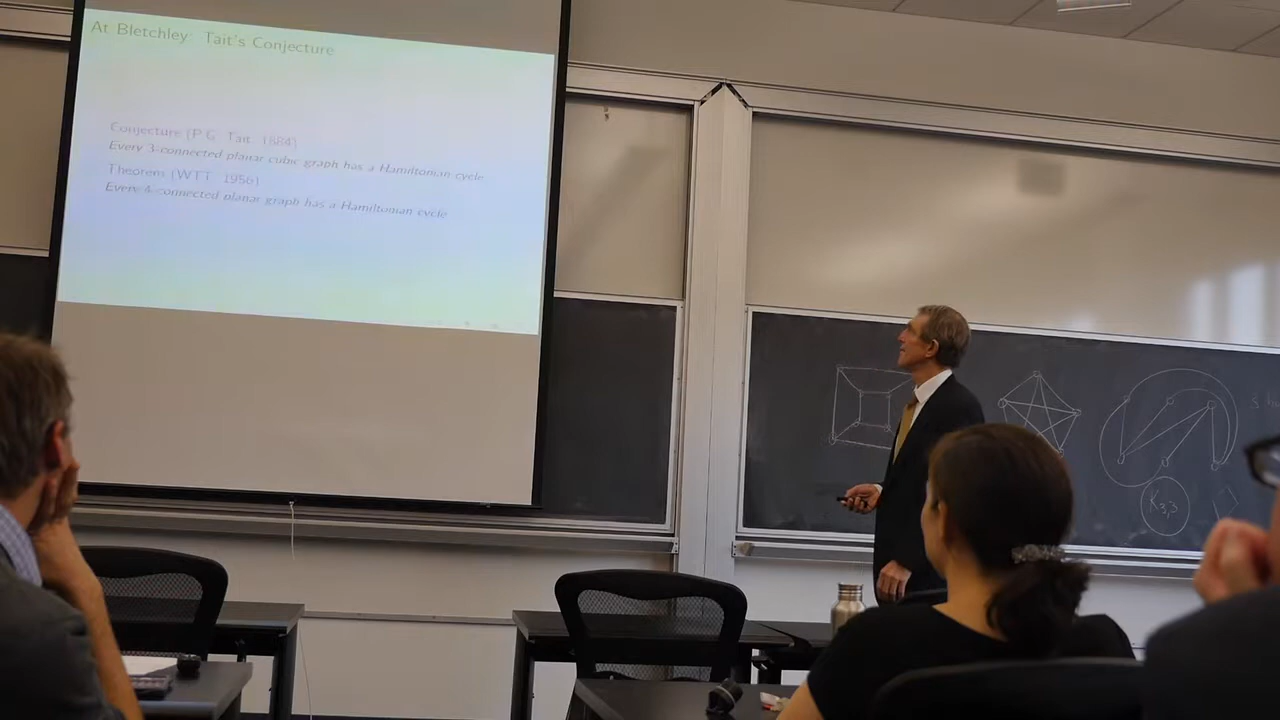 At Bletchley: Tait's Conjecture
Conjecture (P.G. Tait, 1884)
Every 3-connected planar cubic graph has a Hamiltonian cycle
Theorem (WTT, 1956)
Every 4-connected planar graph has a Hamiltonian cycle
K3,3